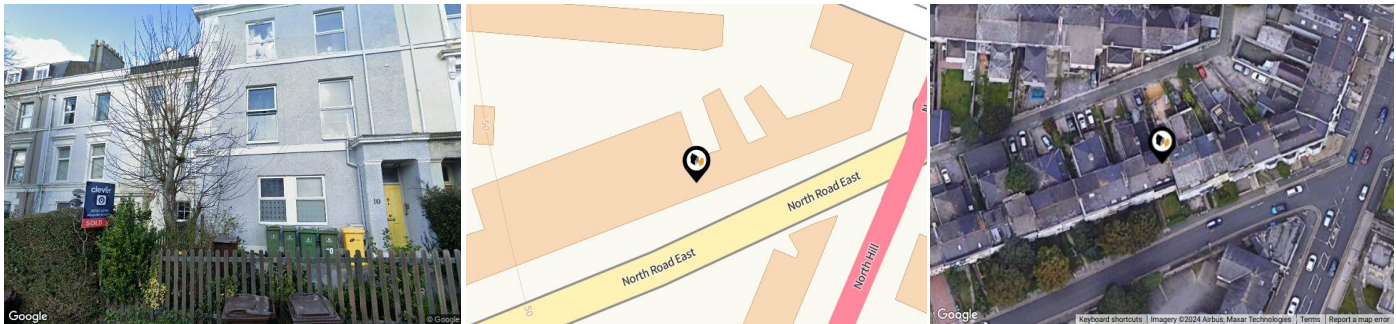 clever
SOLD
10
Google
© Google
50
50
North Road East
North Road East
North Hill
N
Google
Keyboard shortcuts
Imagery ©2024 Airbus, Maxar Technologies
Terms
Report a map error